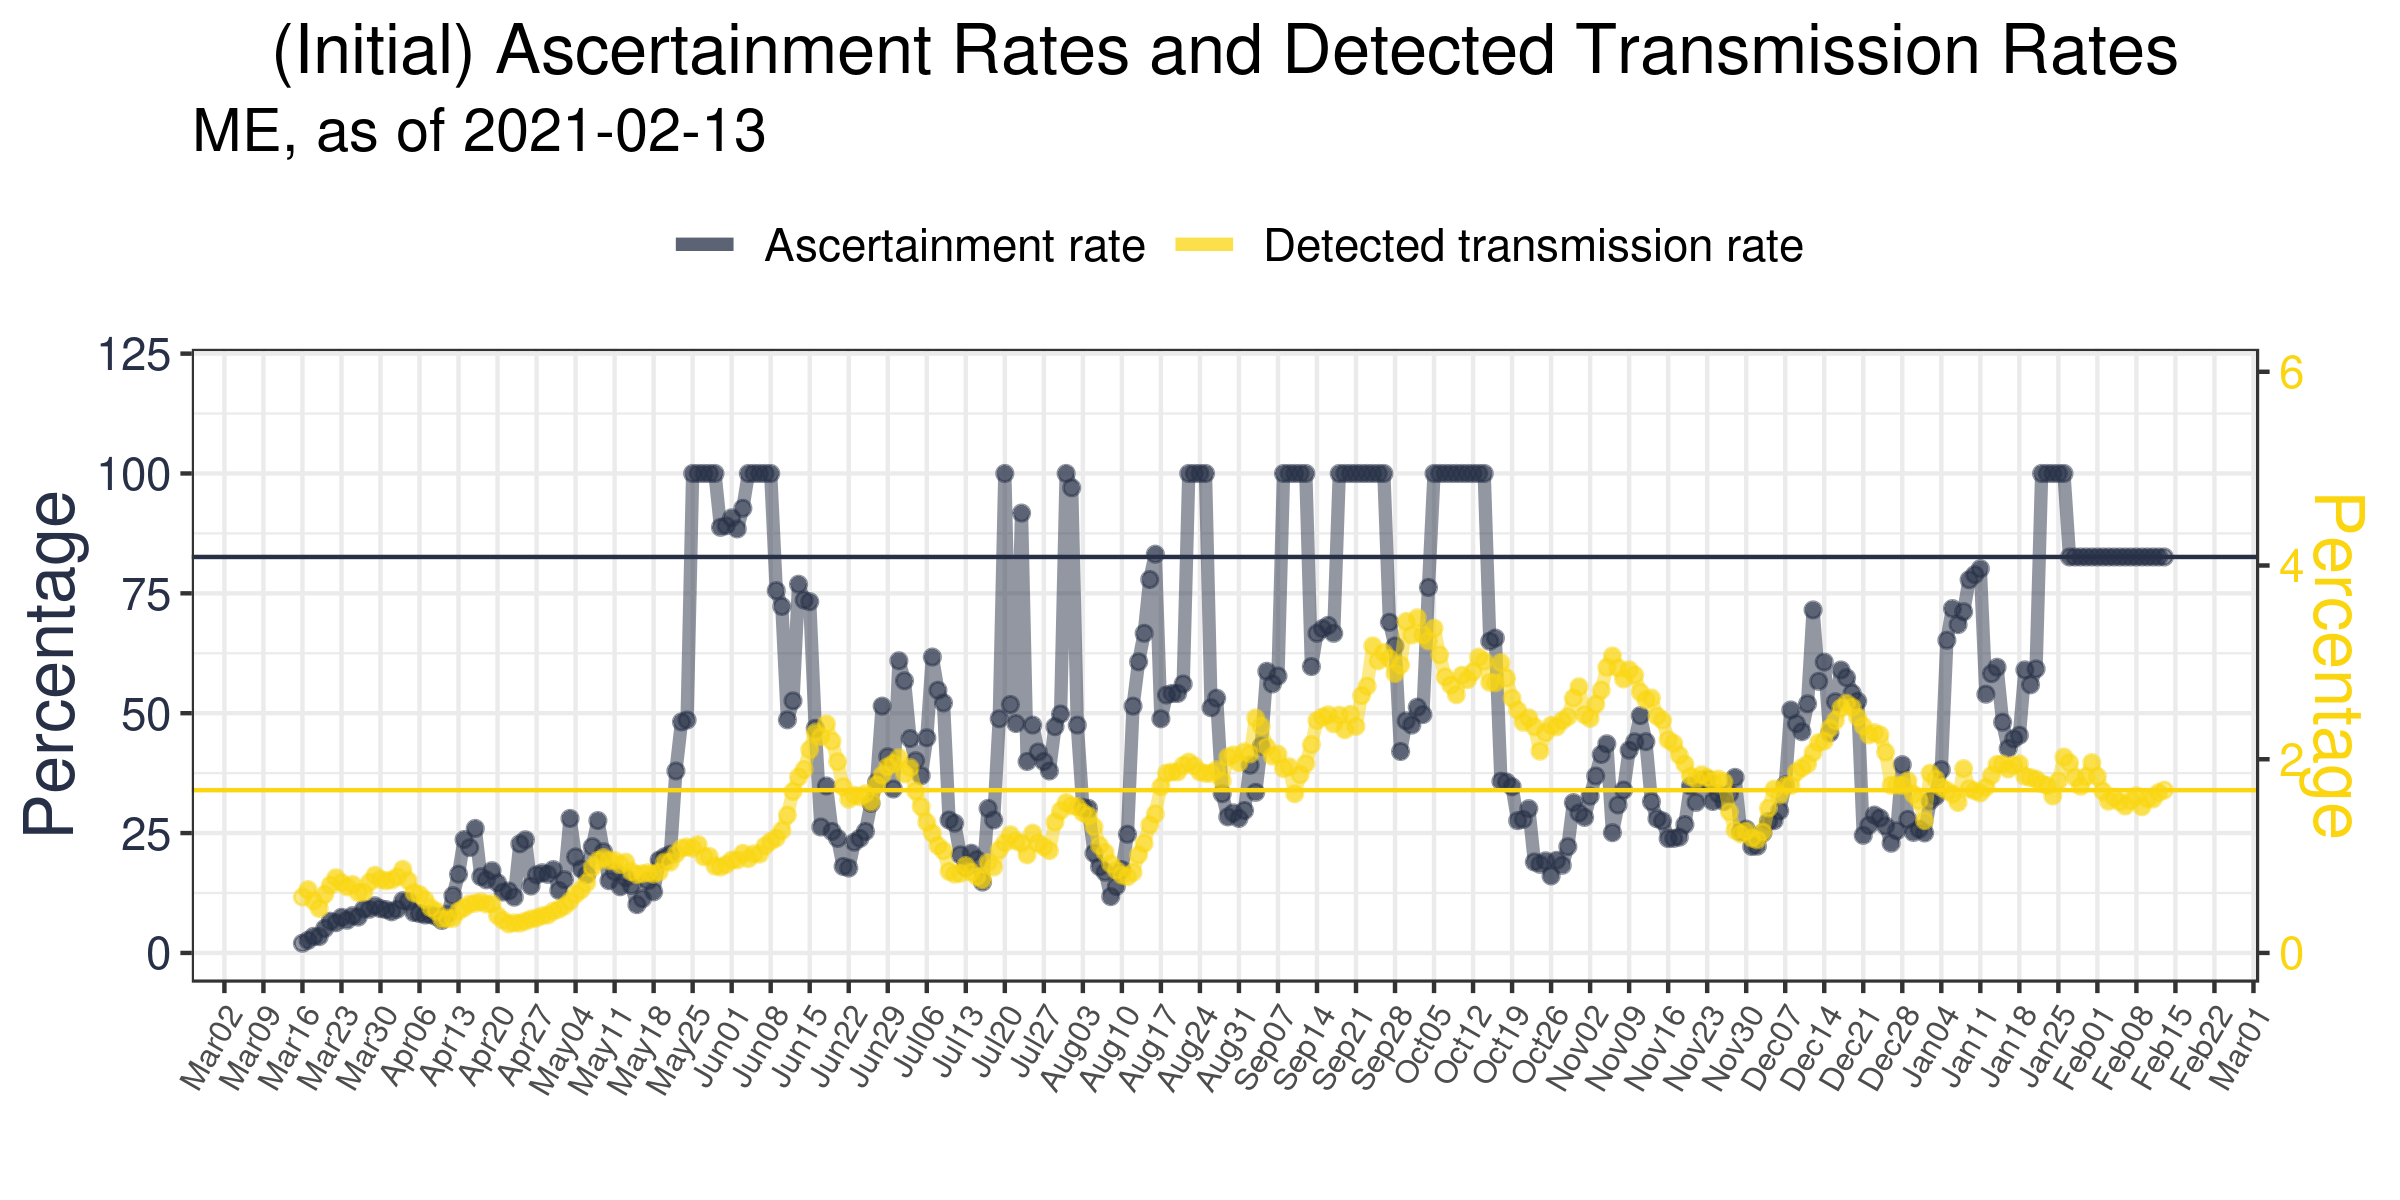 (Initial) Ascertainment Rates and Detected Transmission Rates
ME, as of 2021-02-13
Ascertainment rate Detected transmission rate
Percentage
125
100
75
50
25
0
6
4
2
0
Percentage
Mar02 Mar09 Mar16 Mar23 Mar30 Apr06 Apr13 Apr20 Apr27 May04 May11 May18 May25 Jun01 Jun08 Jun15 Jun22 Jun29 Jul06 Jul13 Jul20 Jul27 Aug03 Aug10 Aug17 Aug24 Aug31 Sep07 Sep14 Sep21 Sep28 Oct05 Oct12 Oct19 Oct26 Nov02 Nov09 Nov16 Nov23 Nov30 Dec07 Dec14 Dec21 Dec28 Jan04 Jan11 Jan18 Jan25 Feb01 Feb08 Feb15 Feb22 Mar01